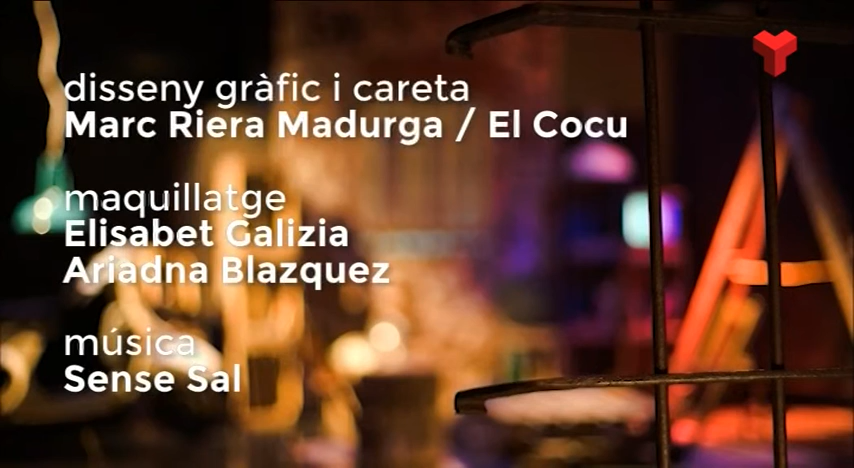 disseny gràfic i careta
Marc Riera Madurga / El Cocu
maquillatge
Elisabet Galizia
Ariadna Blazquez
música
Sense Sal